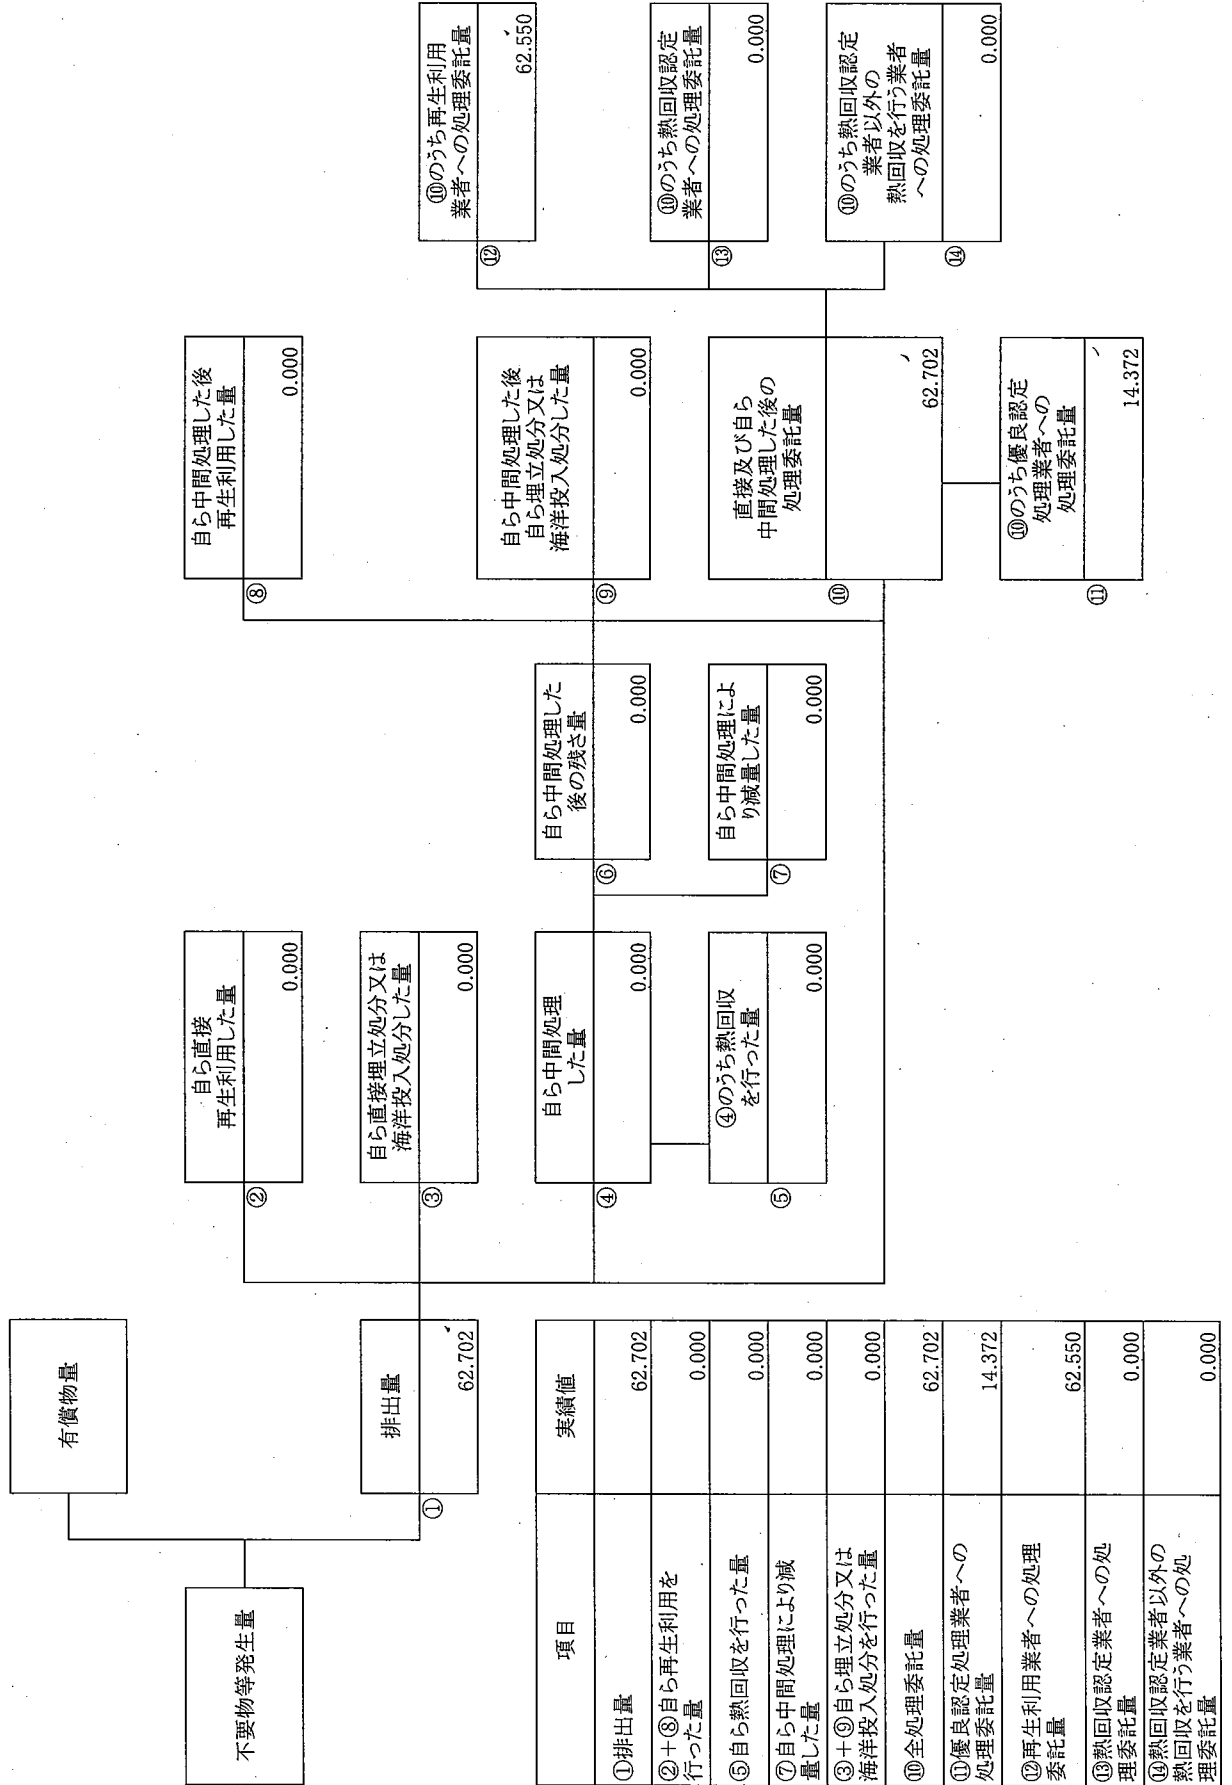 不要物等発生量
有償物量
排出量
①
62.702
自ら直接
再生利用した量
②
0.000
自ら直接埋立処分又は
海洋投入処分した量
③
0.000
自ら中間処理
した量
④
0.000
④のうち熱回収
を行った量
⑤
0.000
自ら中間処理した
後の残さ量
⑥
0.000
自ら中間処理によ
り減量した量
⑦
0.000
自ら中間処理した後
再生利用した量
⑧
0.000
自ら中間処理した後
自ら埋立処分又は
海洋投入処分した量
⑨
0.000
直接及び自ら
中間処理した後の
処理委託量
⑩
62.702
⑩のうち優良認定
処理業者への
処理委託量
⑪
14.372
⑩のうち再生利用
業者への処理委託量
⑫
62.550
⑩のうち熱回収認定
業者への処理委託量
⑬
0.000
⑩のうち熱回収認定
業者以外の
熱回収を行う業者
への処理委託量
⑭
0.000
項目 実績値
①排出量 62.702
②+⑧自ら再生利用を
行った量 0.000
⑤自ら熱回収を行った量 0.000
⑦自ら中間処理により減
量した量 0.000
③+⑨自ら埋立処分又は
海洋投入処分を行った量 0.000
⑩全処理委託量 62.702
⑪優良認定処理業者への
処理委託量 14.372
⑫再生利用業者への処理
委託量 62.550
⑬熱回収認定業者への処
理委託量 0.000
⑭熱回収認定業者以外の
熱回収を行う業者への処
理委託量 0.000